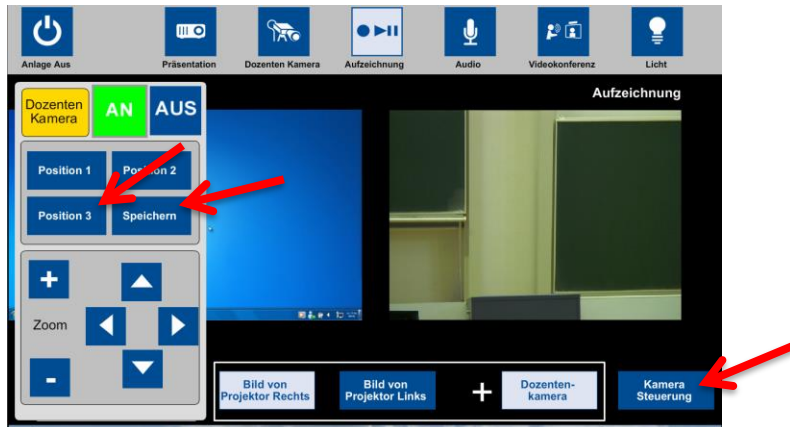 Anlage Aus
Präsentation
Dozenten Kamera
Aufzeichnung
Audio
Videokonferenz
Licht
Aufzeichnung
Dozenten
Kamera
AN
AUS
Position 1
Position 2
Position 3
Speichern
+
Zoom
-
Bild von
Projektor Rechts
Bild von
Projektor Links
+
Dozenten-
kamera
Kamera
Steuerung